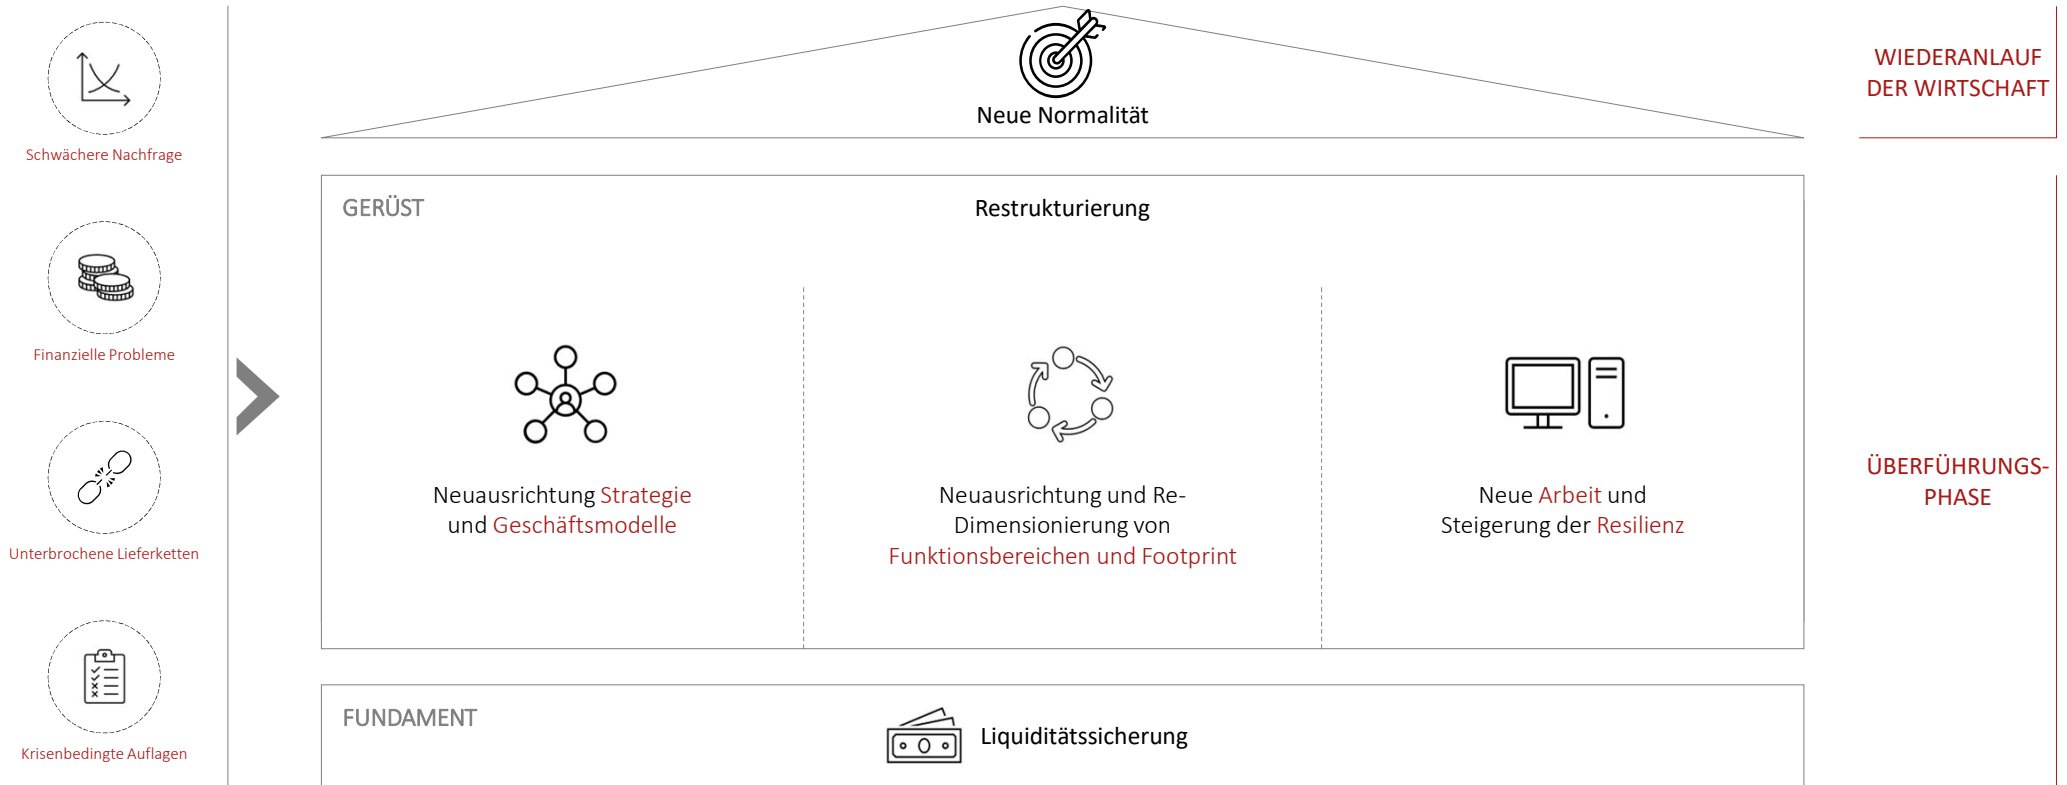 Schwächere Nachfrage
Finanzielle Probleme
Unterbrochene Lieferketten
Krisenbedingte Auflagen
Neue Normalität
GERÜST
Restrukturierung
Neuausrichtung Strategie
und Geschäftsmodelle
Neuausrichtung und Re-
Dimensionierung von
Funktionsbereichen und Footprint
Neue Arbeit und
Steigerung der Resilienz
FUNDAMENT
Liquiditätssicherung
WIEDERANLAUF
DER WIRTSCHAFT
ÜBERFÜHRUNGS-
PHASE